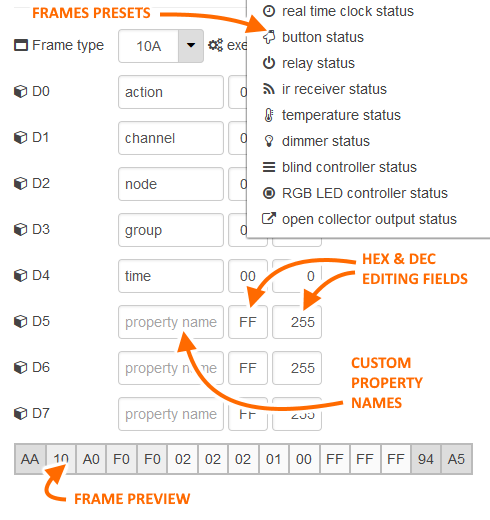 FRAMES PRESETS
real time clock status
button status
relay status
ir receiver status
temperature status
dimmer status
blind controller status
RGB LED controller status
open collector output status
Frame type 10A exe
D0 action 0
D1 channel 0
D2 node 0
D3 group
D4 time 00 0
D5 property name FF 255
D6 property name FF 255
D7 property name FF 255
HEX & DEC
EDITING FIELDS
CUSTOM
PROPERTY
NAMES
AA 10 A0 F0 F0 02 02 02 01 00 FF FF FF 94 A5
FRAME PREVIEW